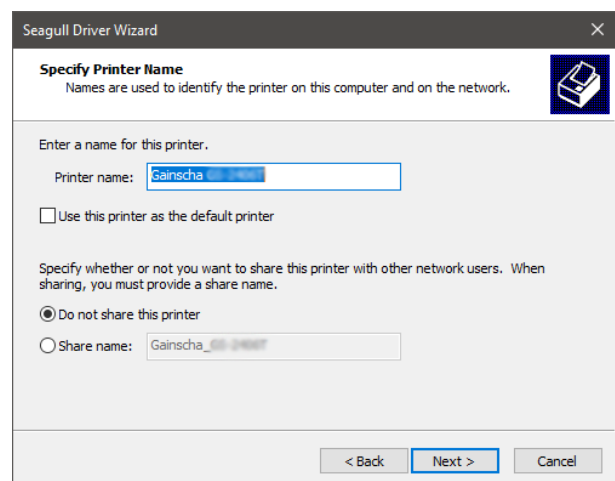 Seagull Driver Wizard
Specify Printer Name
Names are used to identify the printer on this computer and on the network.
Enter a name for this printer.
Printer name: Gainscha
Use this printer as the default printer
Specify whether or not you want to share this printer with other network users. When
sharing, you must provide a share name.
Do not share this printer
Share name: Gainscha_
< Back Next > Cancel